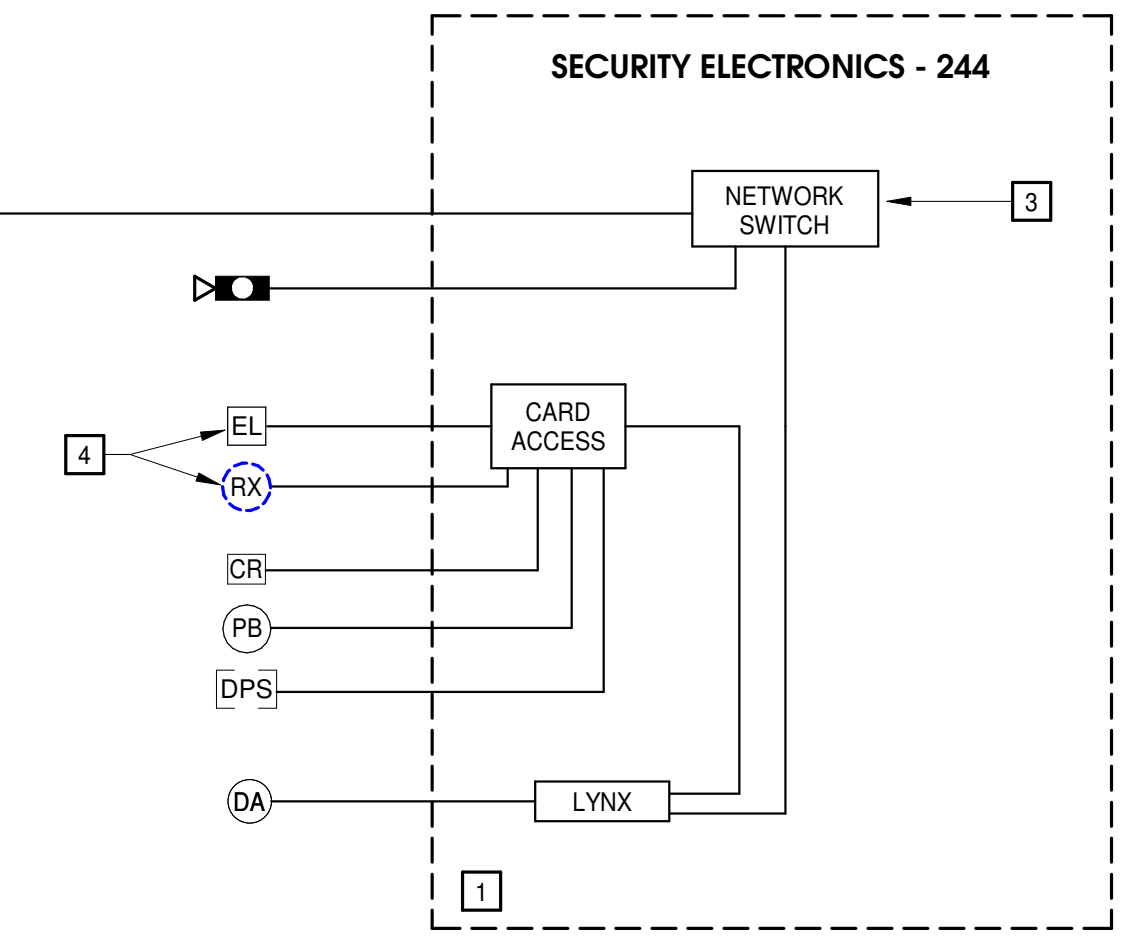 SECURITY ELECTRONICS - 244
NETWORK
SWITCH
3
CARD
ACCESS
EL
4
RX
CR
PB
DPS
DA
LYNX
1